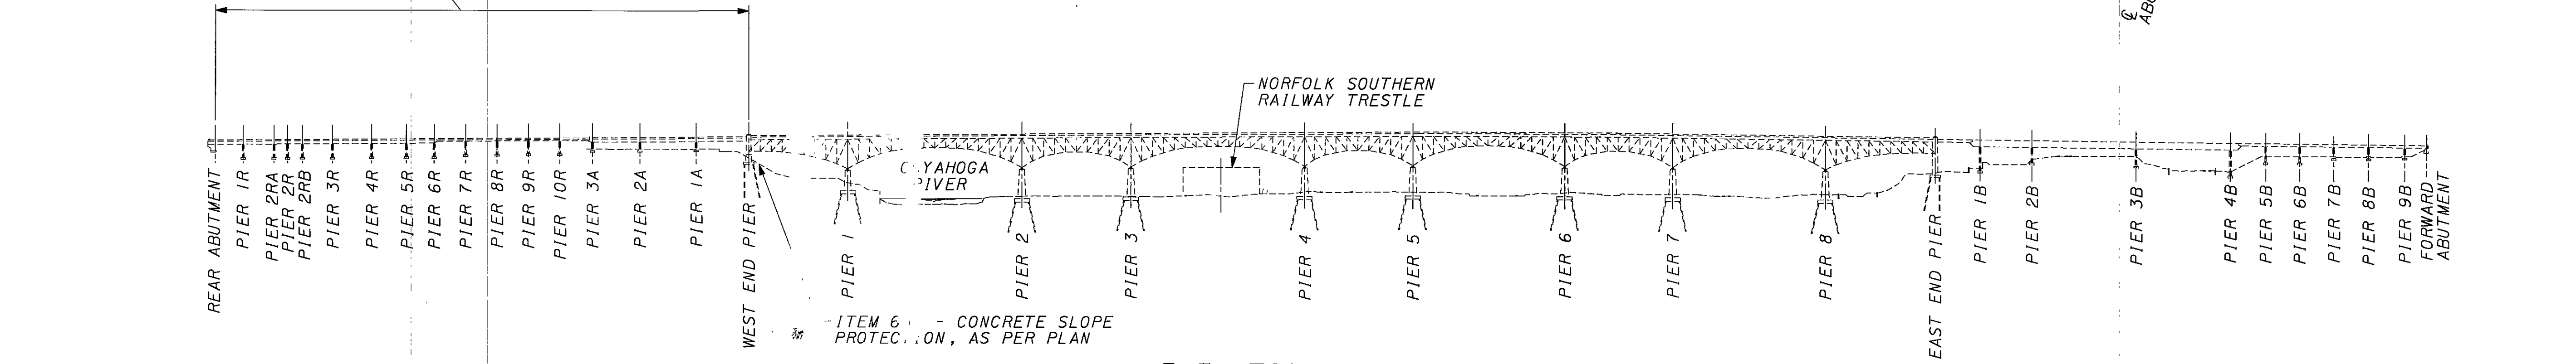 ℄
NORFOLK SOUTHERN
RAILWAY TRESTLE
YAHOGA
REAR ABUTMENT
PIER 1R
PIER 2RA
PIER 2R
PIER 2RB
PIER 3R
PIER 4R
PIER 5R
PIER 6R
PIER 7R
PIER 8R
PIER 9R
PIER 10R
PIER 3A
PIER 2A
PIER 1A
WEST END PIER
PIER 1
PIER 2
PIER 3
PIER 4
PIER 5
PIER 6
PIER 7
PIER 8
EAST END PIER
PIER 1B
PIER 2B
PIER 3B
PIER 4B
PIER 5B
PIER 6B
PIER 7B
PIER 8B
PIER 9B
FORWARD
ABUTMENT
ITEM 6 - CONCRETE SLOPE
PROTECTION, AS PER PLAN